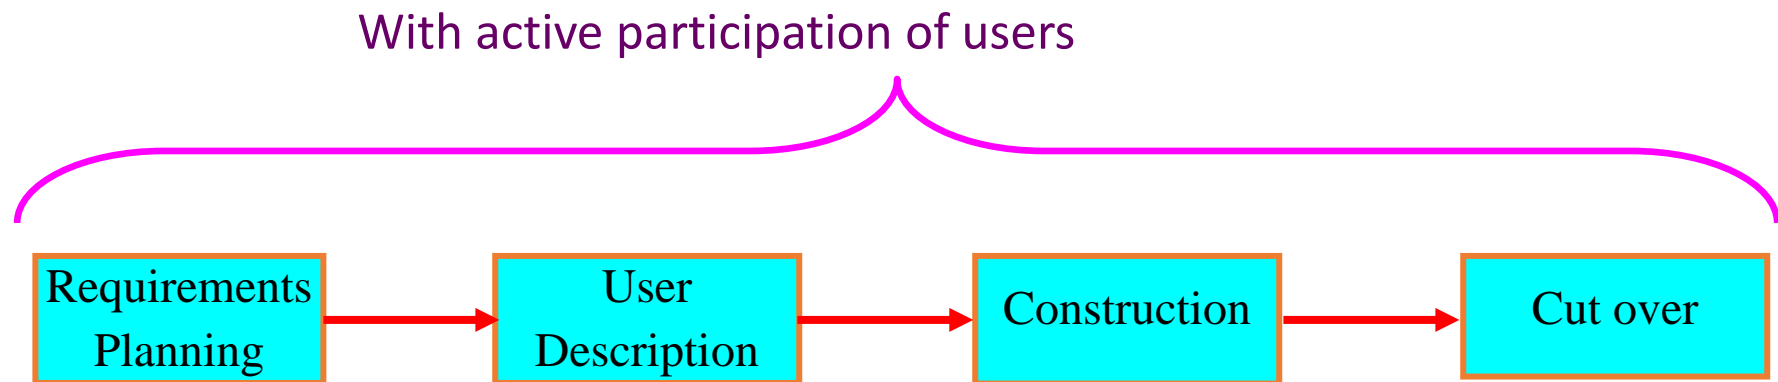 With active participation of users
Requirements
Planning
User
Description
Construction
Cut over